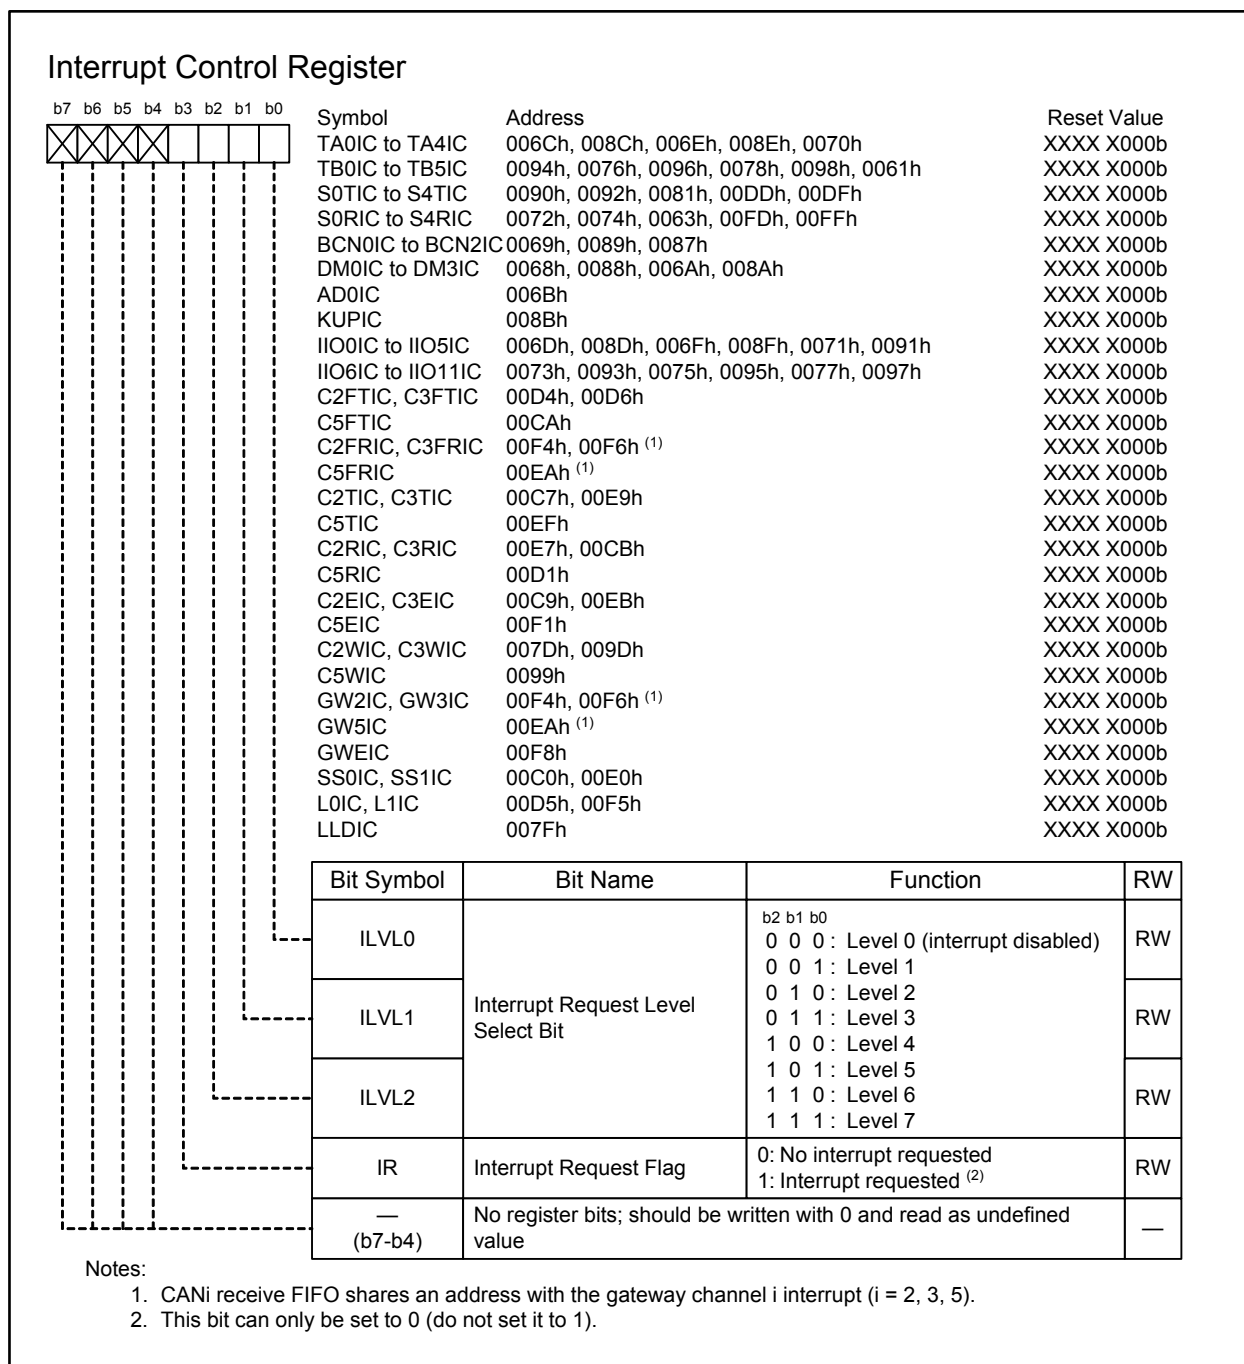 Interrupt Control Register
b7 b6 b5 b4 b3 b2 b1 b0
Symbol Address Reset Value
TA0IC to TA4IC 006Ch, 008Ch, 006Eh, 008Eh, 0070h XXXX X000b
TB0IC to TB5IC 0094h, 0076h, 0096h, 0078h, 0098h, 0061h XXXX X000b
S0TIC to S4TIC 0090h, 0092h, 0081h, 00DDh, 00DFh XXXX X000b
S0RIC to S4RIC 0072h, 0074h, 0063h, 00FDh, 00FFh XXXX X000b
BCN0IC to BCN2IC 0069h, 0089h, 0087h XXXX X000b
DM0IC to DM3IC 0068h, 0088h, 006Ah, 008Ah XXXX X000b
AD0IC 006Bh XXXX X000b
KUPIC 008Bh XXXX X000b
IIO0IC to IIO5IC 006Dh, 008Dh, 006Fh, 008Fh, 0071h, 0091h XXXX X000b
IIO6IC to IIO11IC 0073h, 0093h, 0075h, 0095h, 0077h, 0097h XXXX X000b
C2FTIC, C3FTIC 00D4h, 00D6h XXXX X000b
C5FTIC 00CAh XXXX X000b
C2FRIC, C3FRIC 00F4h, 00F6h (1) XXXX X000b
C5FRIC 00EAh (1) XXXX X000b
C2TIC, C3TIC 00C7h, 00E9h XXXX X000b
C5TIC 00EFh XXXX X000b
C2RIC, C3RIC 00E7h, 00CBh XXXX X000b
C5RIC 00D1h XXXX X000b
C2EIC, C3EIC 00C9h, 00EBh XXXX X000b
C5EIC 00F1h XXXX X000b
C2WIC, C3WIC 007Dh, 009Dh XXXX X000b
C5WIC 0099h XXXX X000b
GW2IC, GW3IC 00F4h, 00F6h (1) XXXX X000b
GW5IC 00EAh (1) XXXX X000b
GWEIC 00F8h XXXX X000b
SS0IC, SS1IC 00C0h, 00E0h XXXX X000b
L0IC, L1IC 00D5h, 00F5h XXXX X000b
LLDIC 007Fh XXXX X000b
Bit Symbol Bit Name Function RW
b2 b1 b0
ILVL0 0 0 0 : Level 0 (interrupt disabled) RW
0 0 1 : Level 1
0 1 0 : Level 2
ILVL1 Interrupt Request Level 0 1 1 : Level 3 RW
Select Bit
1 0 0 : Level 4
1 0 1 : Level 5
ILVL2 1 1 0 : Level 6 RW
1 1 1 : Level 7
IR Interrupt Request Flag 0: No interrupt requested RW
1: Interrupt requested (2)
— No register bits; should be written with 0 and read as undefined —
(b7-b4) value
Notes:
1. CANi receive FIFO shares an address with the gateway channel i interrupt (i = 2, 3, 5).
2. This bit can only be set to 0 (do not set it to 1).